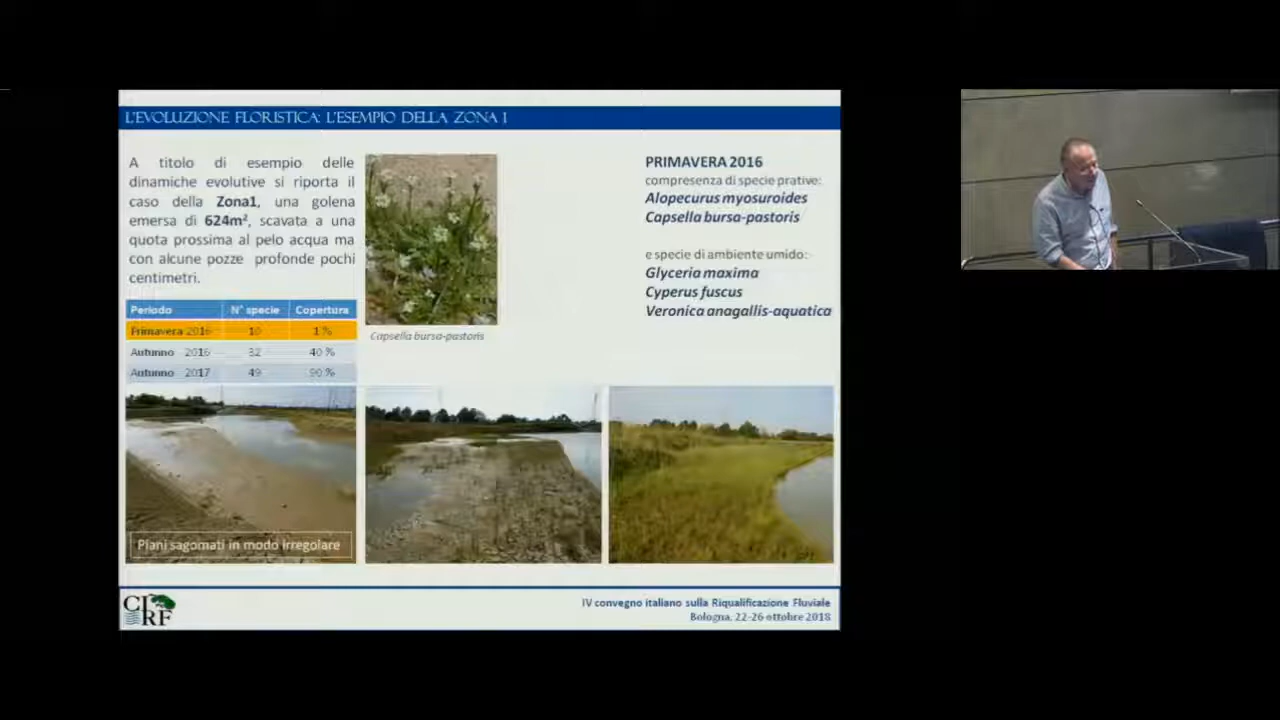 L'EVOLUZIONE FLORISTICA: L'ESEMPIO DELLA ZONA I
A titolo di esempio delle
dinamiche evolutive si riporta il
caso della Zona1, una golena
emersa di 624m², scavata a una
quota prossima al pelo acqua ma
con alcune pozze profonde pochi
centimetri.
Periodo N° specie Copertura
Primavera 2016 10 1 %
Autunno 2016 32 40 %
Autunno 2017 49 90 %
Capsella bursa-pastoris
PRIMAVERA 2016
compresenza di specie prative:
Alopecurus myosuroides
Capsella bursa-pastoris
e specie di ambiente umido:
Glyceria maxima
Cyperus fuscus
Veronica anagallis-aquatica
Piani sagomati in modo irregolare
CIRF
IV convegno italiano sulla Riqualificazione Fluviale
Bologna, 22-26 ottobre 2018